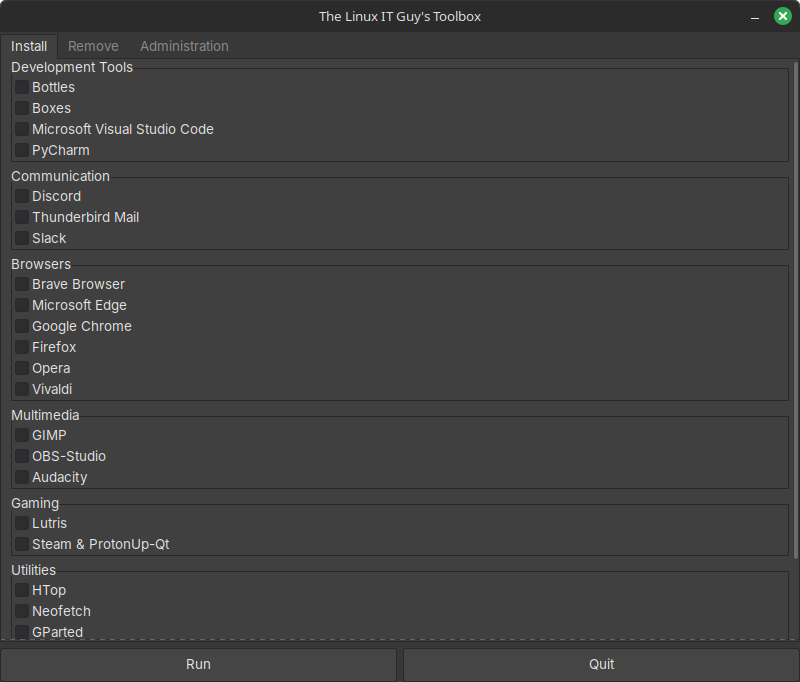 The Linux IT Guy's Toolbox
Install Remove Administration
Development Tools
Bottles
Boxes
Microsoft Visual Studio Code
PyCharm
Communication
Discord
Thunderbird Mail
Slack
Browsers
Brave Browser
Microsoft Edge
Google Chrome
Firefox
Opera
Vivaldi
Multimedia
GIMP
OBS-Studio
Audacity
Gaming
Lutris
Steam & ProtonUp-Qt
Utilities
HTop
Neofetch
GParted
Run Quit